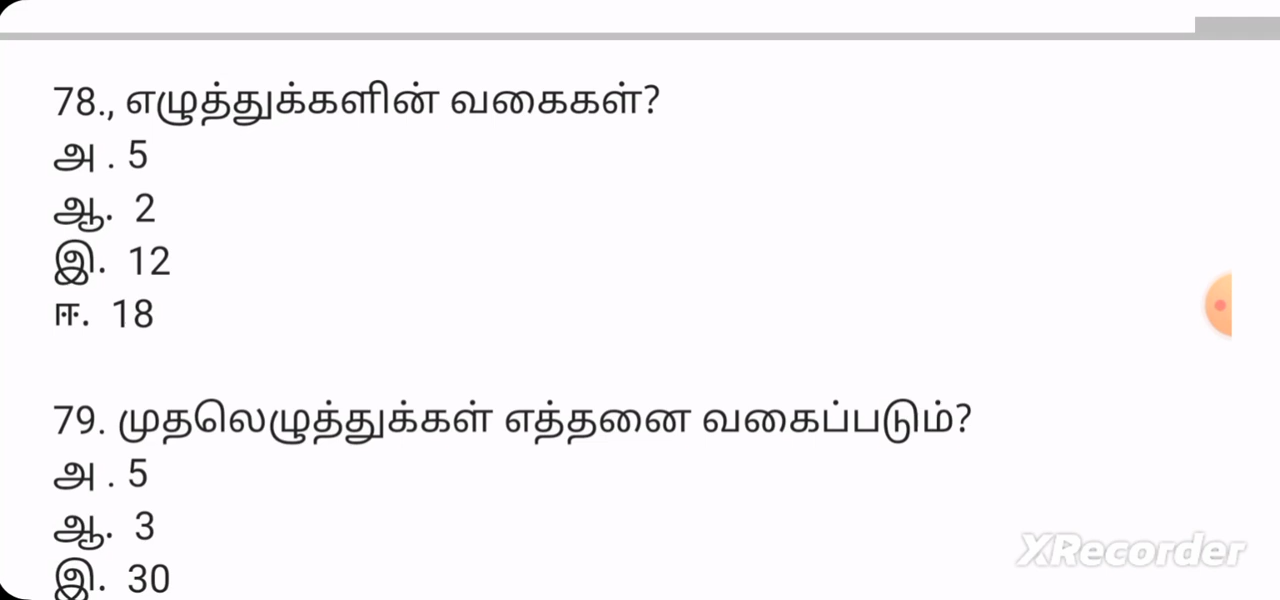 78., எழுத்துக்களின் வகைகள்?
அ . 5
ஆ. 2
இ. 12
ஈ. 18
79. முதலெழுத்துக்கள் எத்தனை வகைப்படும்?
அ . 5
ஆ. 3
இ. 30
XRecorder